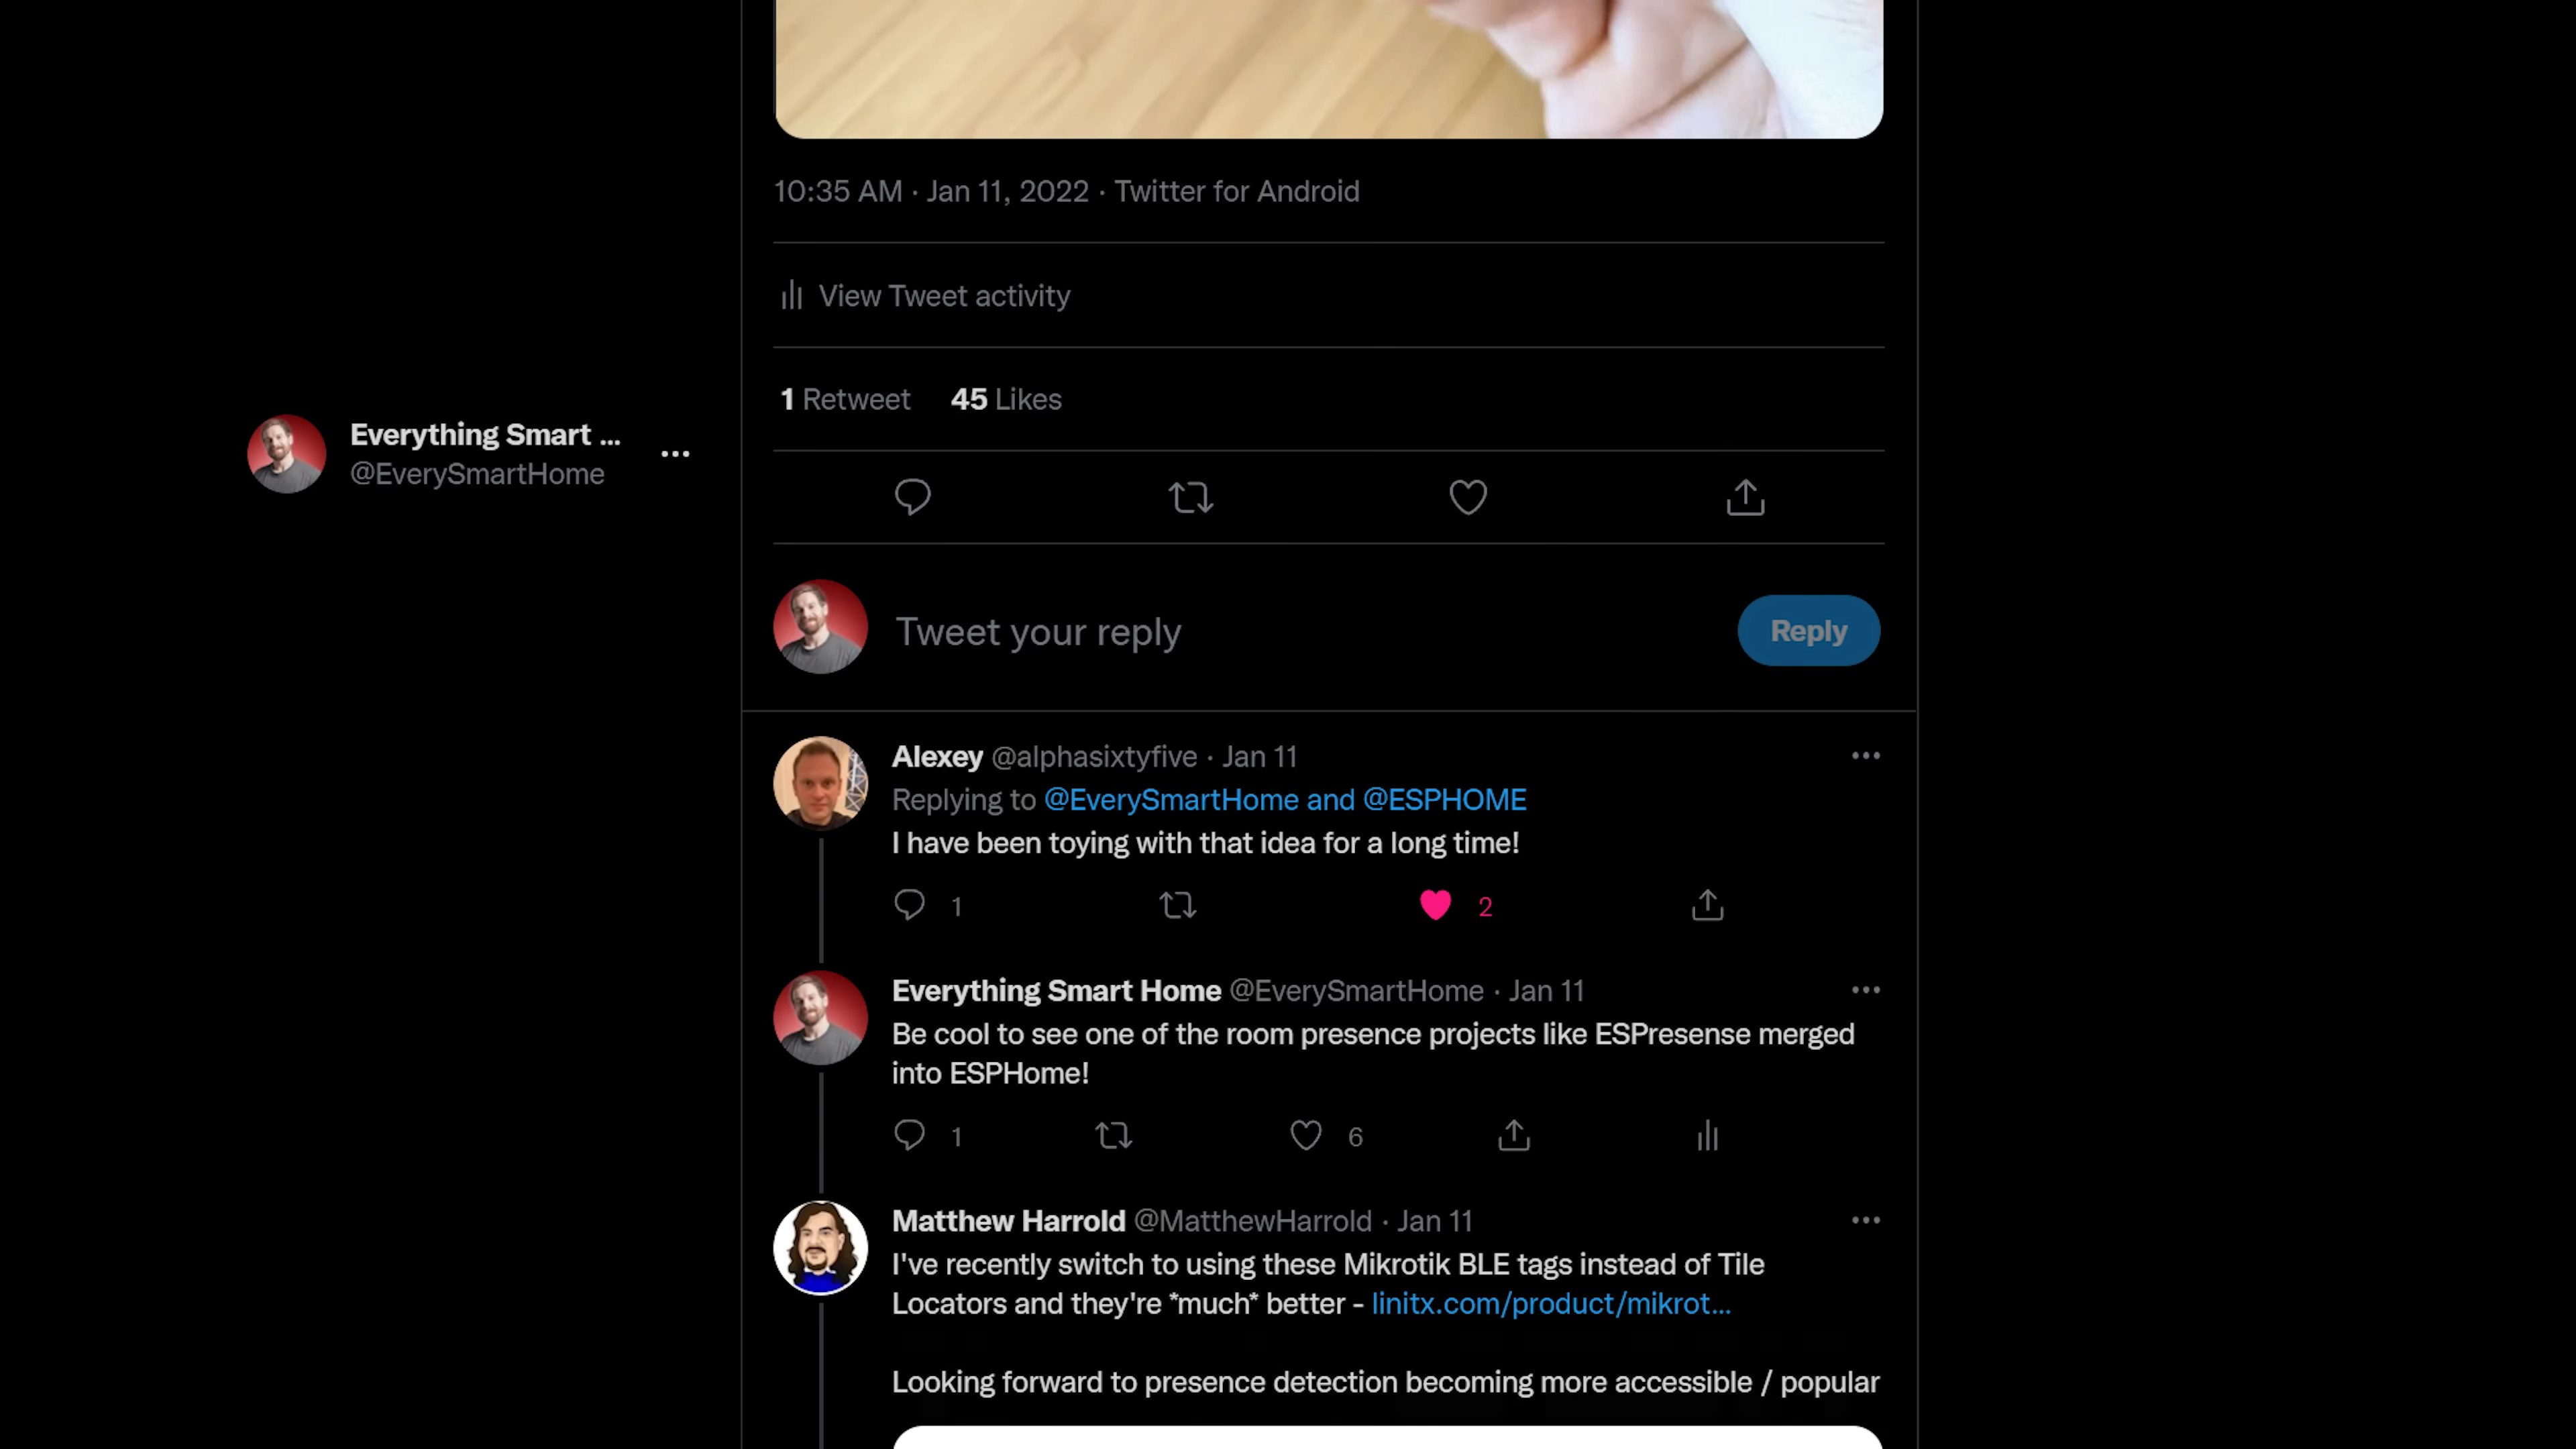 10:35 AM · Jan 11, 2022 · Twitter for Android
View Tweet activity
1 Retweet 45 Likes
Everything Smart ...
@EverySmartHome
Tweet your reply
Reply
Alexey @alphasixtyfive · Jan 11
Replying to @EverySmartHome and @ESPHOME
I have been toying with that idea for a long time!
1 2
Everything Smart Home @EverySmartHome · Jan 11
Be cool to see one of the room presence projects like ESPresense merged
into ESPHome!
1 6
Matthew Harrold @MatthewHarrold · Jan 11
I've recently switch to using these Mikrotik BLE tags instead of Tile
Locators and they're *much* better - linitx.com/product/mikrot...
Looking forward to presence detection becoming more accessible / popular